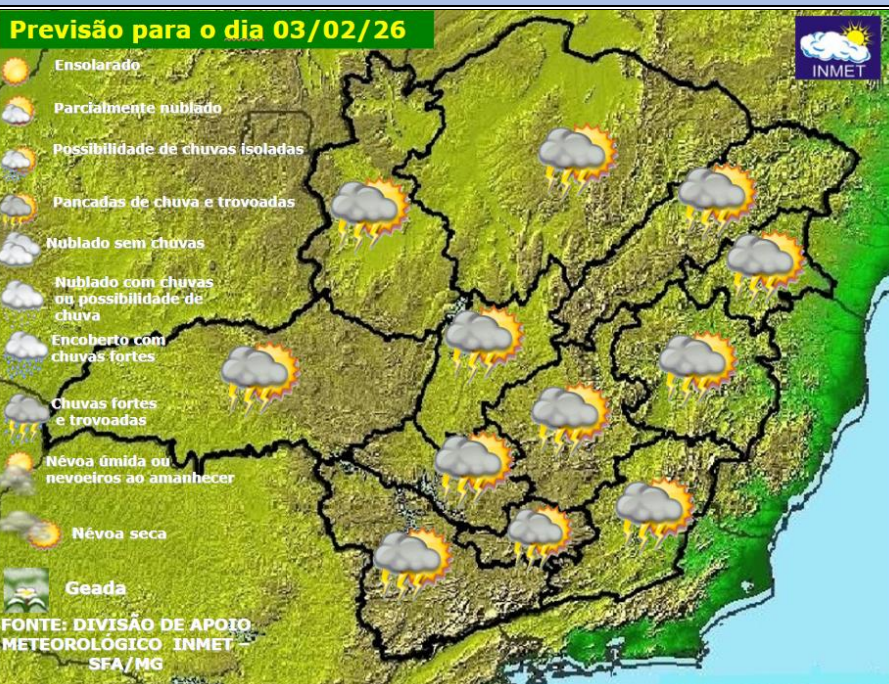 Previsão para o dia 03/02/26
INMET
Ensolarado
Parcialmente nublado
Possibilidade de chuvas isoladas
Pancadas de chuva e trovoadas
Nublado sem chuvas
Nublado com chuvas
ou possibilidade de
chuva
Encoberto com
chuvas fortes
Chuvas fortes
e trovoadas
Névoa úmida ou
nevoeiros ao amanhecer
Névoa seca
Geada
FONTE: DIVISÃO DE APOIO
METEOROLÓGICO INMET –
SFA/MG